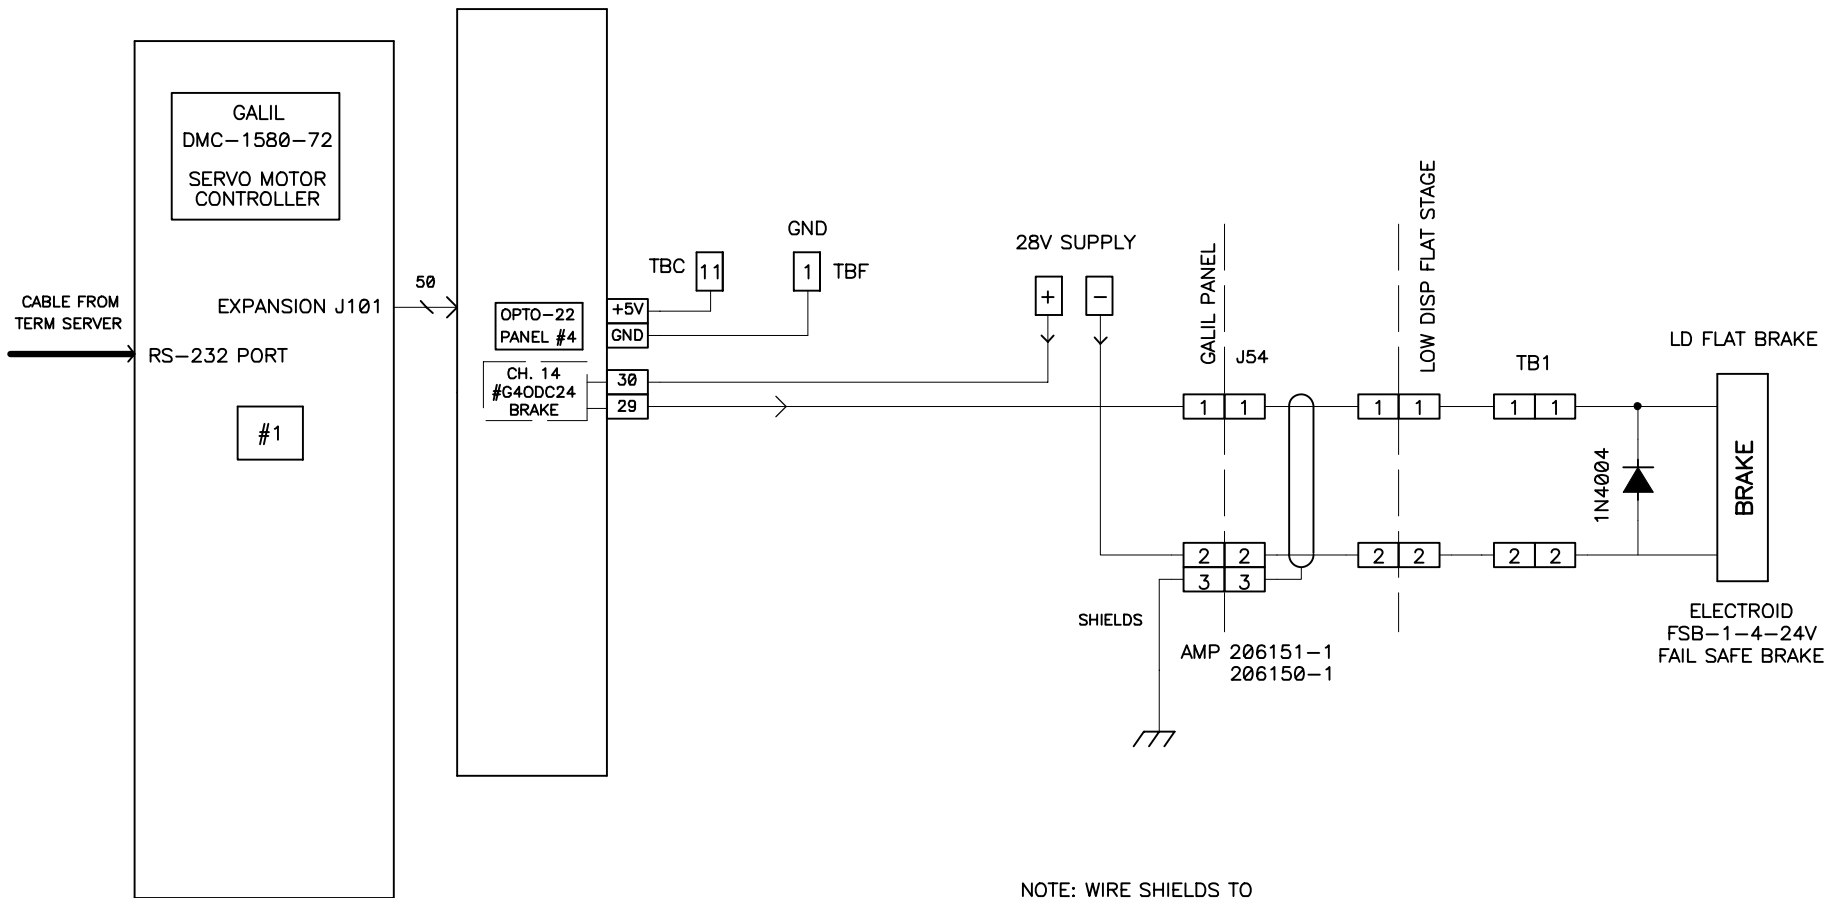 GALIL
DMC-1580-72
SERVO MOTOR
CONTROLLER
CABLE FROM
TERM SERVER
EXPANSION J101
RS-232 PORT
#1
50
OPTO-22
PANEL #4
CH. 14
#G4ODC24
BRAKE
+5V
GND
30
29
TBC
11
GND
1
TBF
28V SUPPLY
+
-
GALIL PANEL
J54
1 1
2 2
3 3
SHIELDS
AMP 206151-1
206150-1
LOW DISP FLAT STAGE
1 1
2 2
TB1
1 1
2 2
1N4004
LD FLAT BRAKE
BRAKE
ELECTROID
FSB-1-4-24V
FAIL SAFE BRAKE
NOTE: WIRE SHIELDS TO